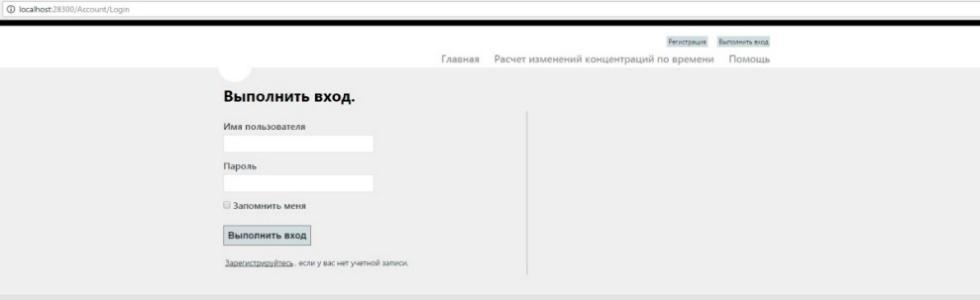 localhost:28300/Account/Login
Регистрация Выполнить вход
Главная Расчет изменений концентраций по времени Помощь
Выполнить вход.
Имя пользователя
Пароль
Запомнить меня
Выполнить вход
Зарегистрируйтесь, если у вас нет учетной записи.